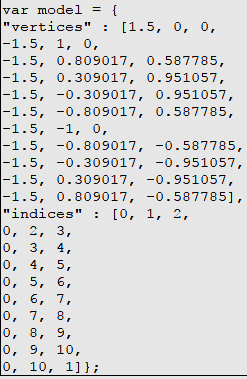 var model = {
"vertices" : [1.5, 0, 0,
-1.5, 1, 0,
-1.5, 0.809017, 0.587785,
-1.5, 0.309017, 0.951057,
-1.5, -0.309017, 0.951057,
-1.5, -0.809017, 0.587785,
-1.5, -1, 0,
-1.5, -0.809017, -0.587785,
-1.5, -0.309017, -0.951057,
-1.5, 0.309017, -0.951057,
-1.5, 0.809017, -0.587785],
"indices" : [0, 1, 2,
0, 2, 3,
0, 3, 4,
0, 4, 5,
0, 5, 6,
0, 6, 7,
0, 7, 8,
0, 8, 9,
0, 9, 10,
0, 10, 1]};